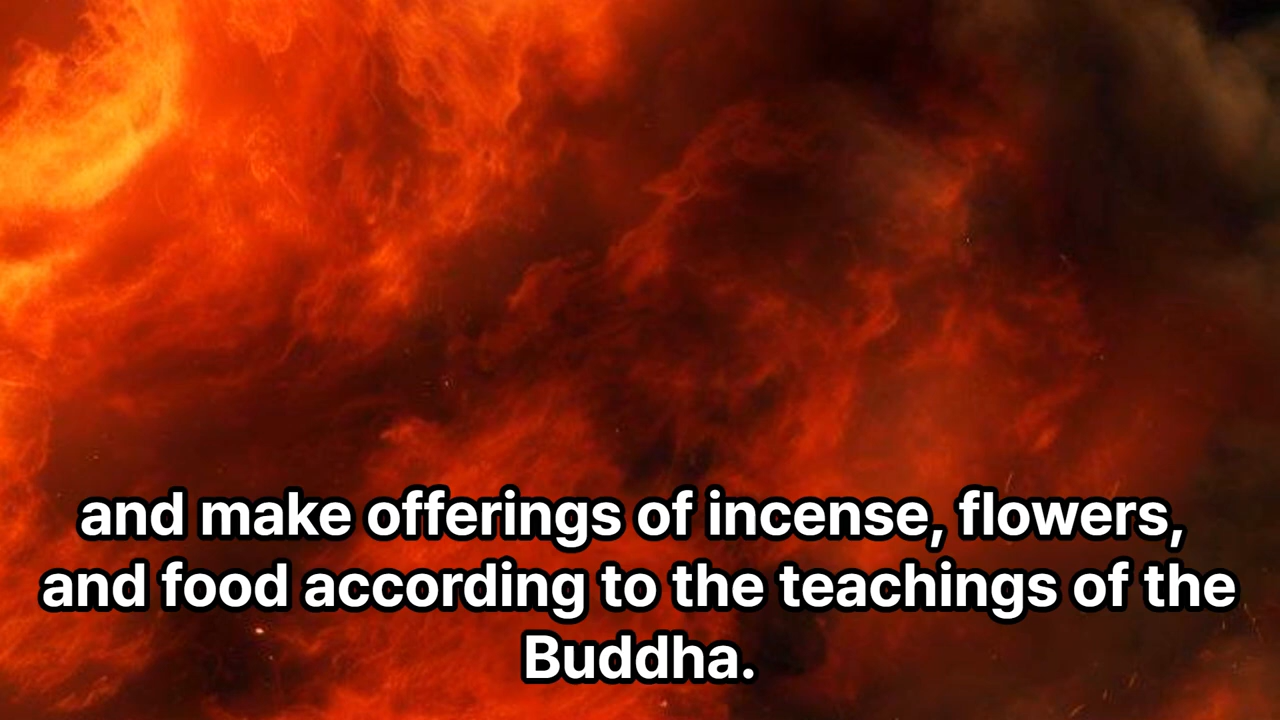 and make offerings of incense, flowers,
and food according to the teachings of the
Buddha.